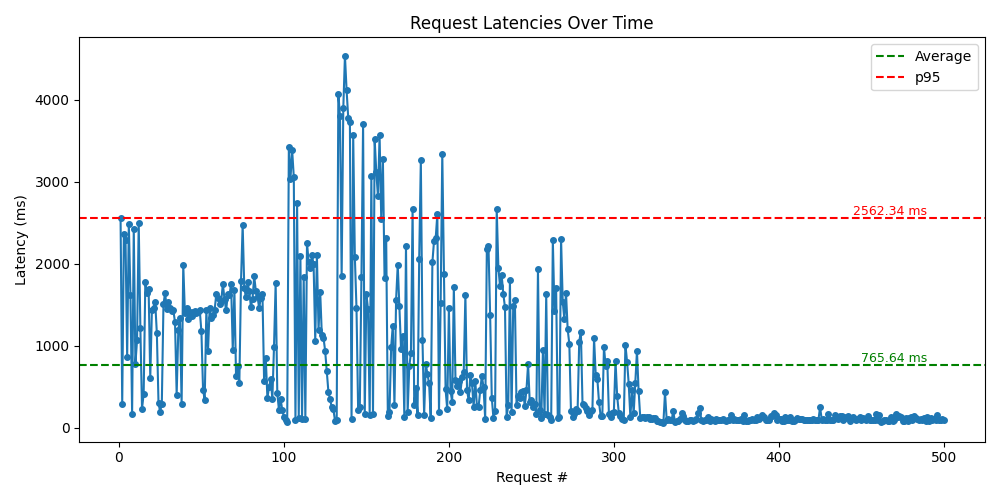 Request Latencies Over Time
Average
p95
4000
3000
2562.34 ms
2000
1000
765.64 ms
0
Latency (ms)
0 100 200 300 400 500
Request #